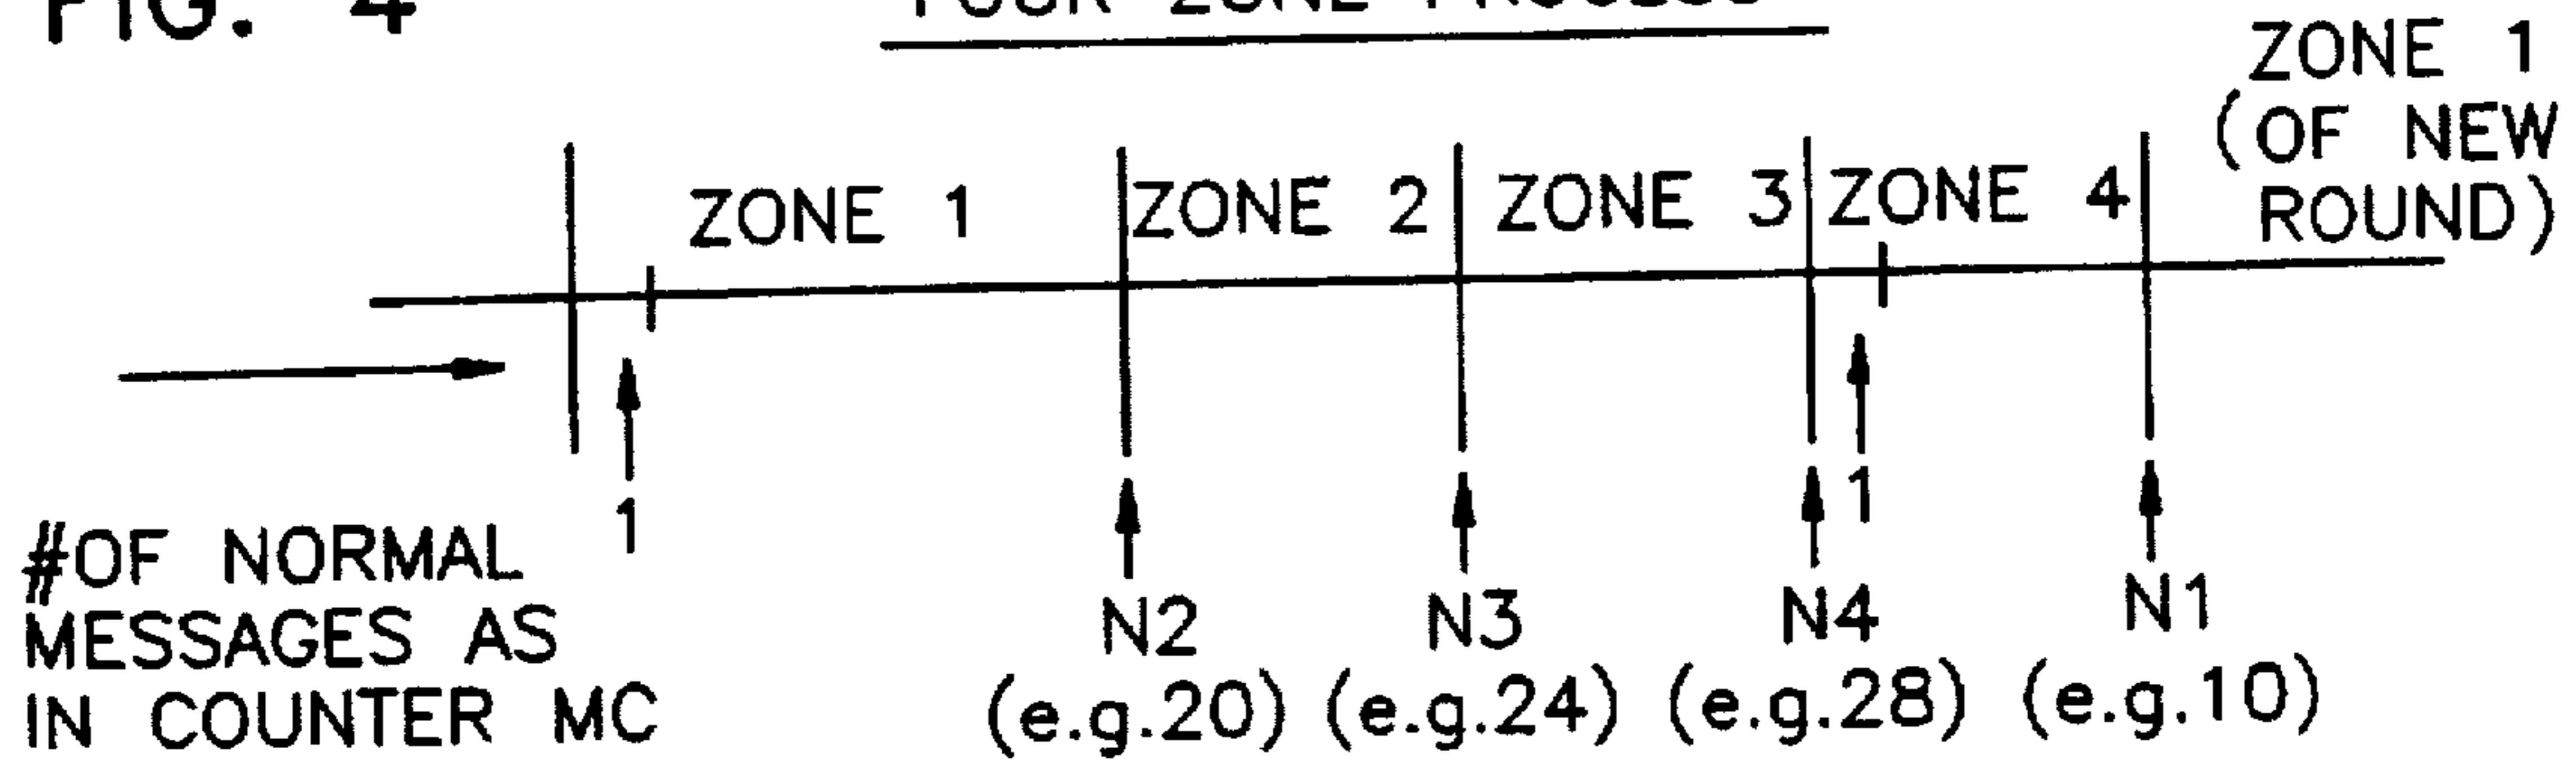 FIG. 4
FOUR ZONE PROCESS
ZONE 1
(OF NEW
ROUND)
ZONE 1
ZONE 2
ZONE 3
ZONE 4
1
1
#OF NORMAL
MESSAGES AS
IN COUNTER MC
N2
(e.g.20)
N3
(e.g.24)
N4
(e.g.28)
N1
(e.g.10)